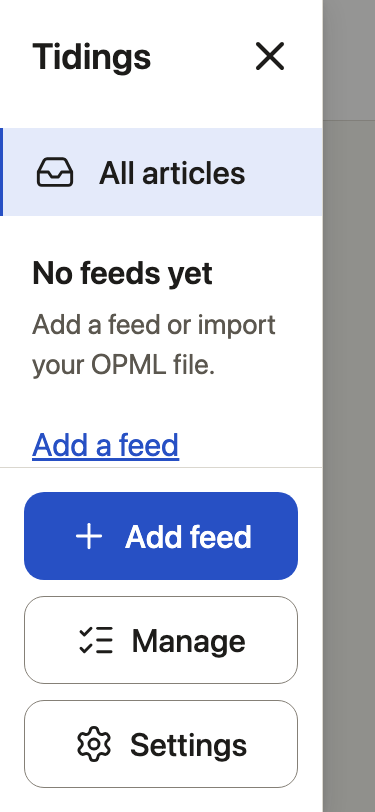 Tidings
All articles
No feeds yet
Add a feed or import
your OPML file.
Add a feed
Add feed
Manage
Settings